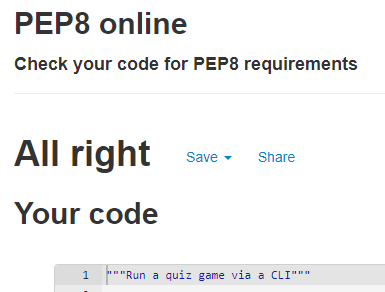 PEP8 online
Check your code for PEP8 requirements
All right Save Share
Your code
1 """Run a quiz game via a CLI"""